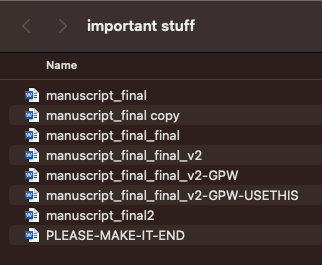 important stuff
Name
manuscript_final
manuscript_final copy
manuscript_final_final
manuscript_final_final_v2
manuscript_final_final_v2-GPW
manuscript_final_final_v2-GPW-USETHIS
manuscript_final2
PLEASE-MAKE-IT-END